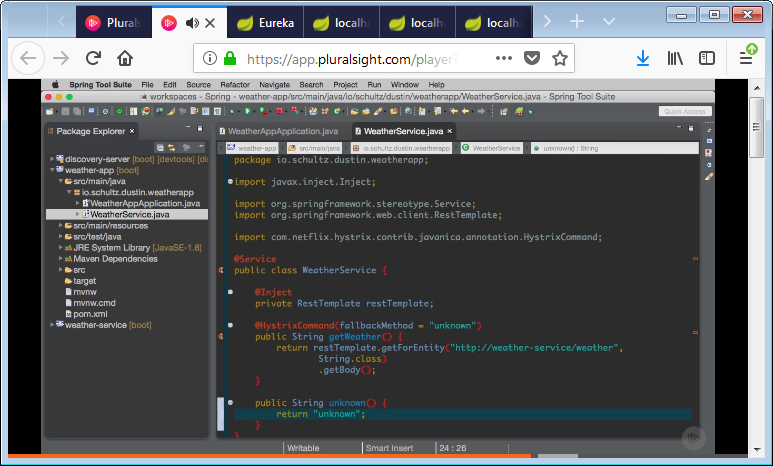 Plurals
Eureka
localhe
localh
localh
https://app.pluralsight.com/player?
Spring Tool Suite File Edit Source Refactor Navigate Search Project Run Window Help
workspaces - Spring - weather-app/src/main/java/io/schultz/dustin/weatherapp/WeatherService.java - Spring Tool Suite
Quick Access
Package Explorer
WeatherAppApplication.java
WeatherService.java
weather-app
src/main/java
io.schultz.dustin.weatherapp
WeatherService
unknown() : String
discovery-server [boot] [devtools]
weather-app [boot]
src/main/java
io.schultz.dustin.weatherapp
WeatherAppApplication.java
WeatherService.java
src/main/resources
src/test/java
JRE System Library [JavaSE-1.8]
Maven Dependencies
src
target
mvnw
mvnw.cmd
pom.xml
weather-service [boot]
package io.schultz.dustin.weatherapp;
import javax.inject.Inject;
import org.springframework.stereotype.Service;
import org.springframework.web.client.RestTemplate;
import com.netflix.hystrix.contrib.javanica.annotation.HystrixCommand;
@Service
public class WeatherService {
@Inject
private RestTemplate restTemplate;
@HystrixCommand(fallbackMethod = "unknown")
public String getWeather() {
return restTemplate.getForEntity("http://weather-service/weather",
String.class)
.getBody();
}
public String unknown() {
return "unknown";
}
}
Writable
Smart Insert
24 : 26